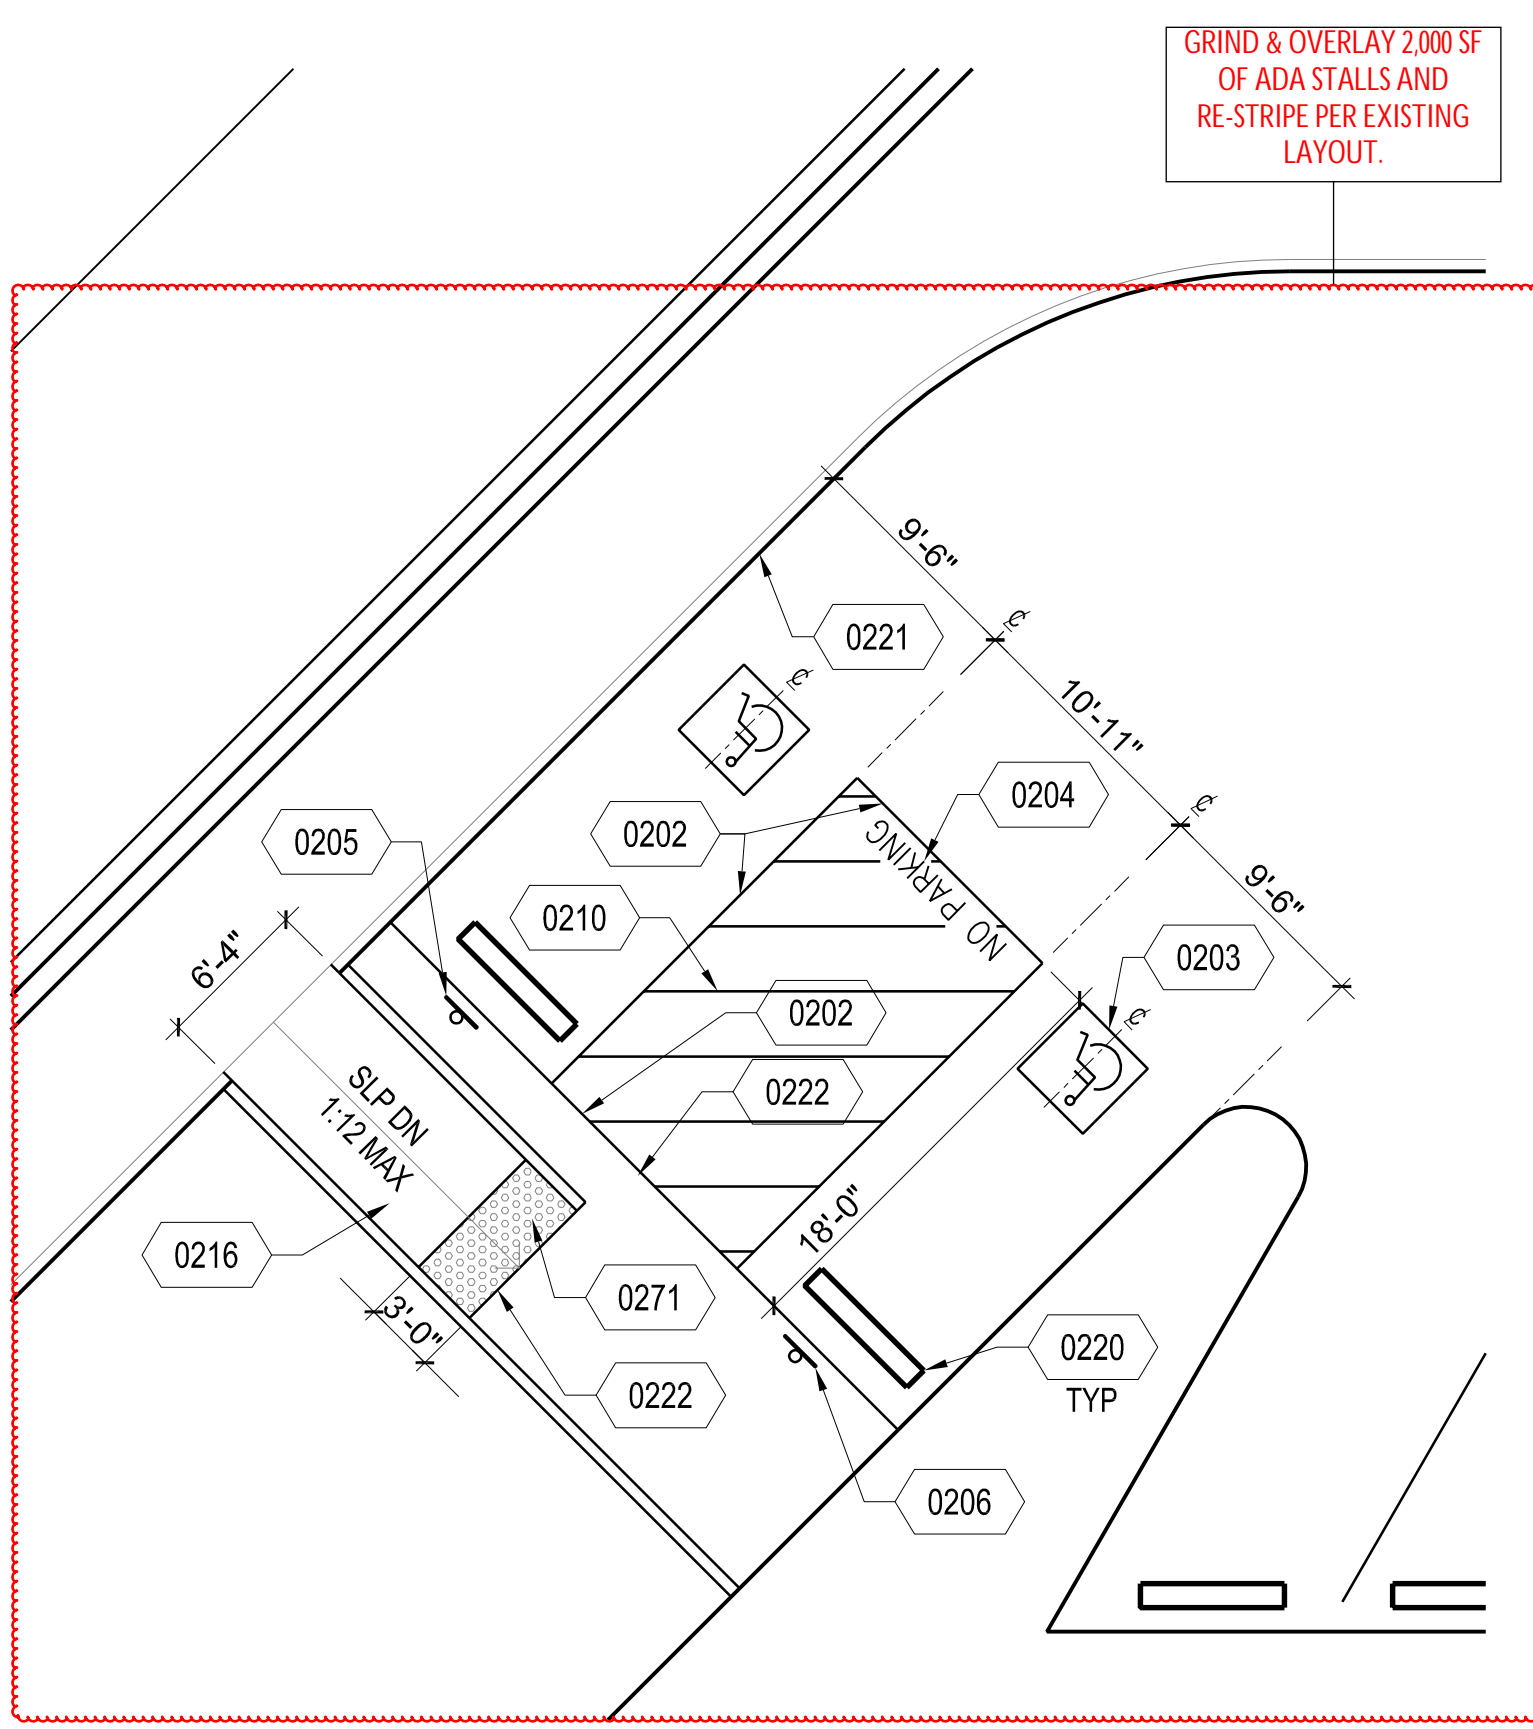 GRIND & OVERLAY 2,000 SF
OF ADA STALLS AND
RE-STRIPE PER EXISTING
LAYOUT.
9'-6"
℄
0221
℄
10'-11"
0204
℄
0202
0205
NO PARKING
9'-6"
0210
0203
6'-4"
0202
℄
0222
SLP DN
1:12 MAX
18'-0"
0216
0271
3'-0"
0220
TYP
0222
0206